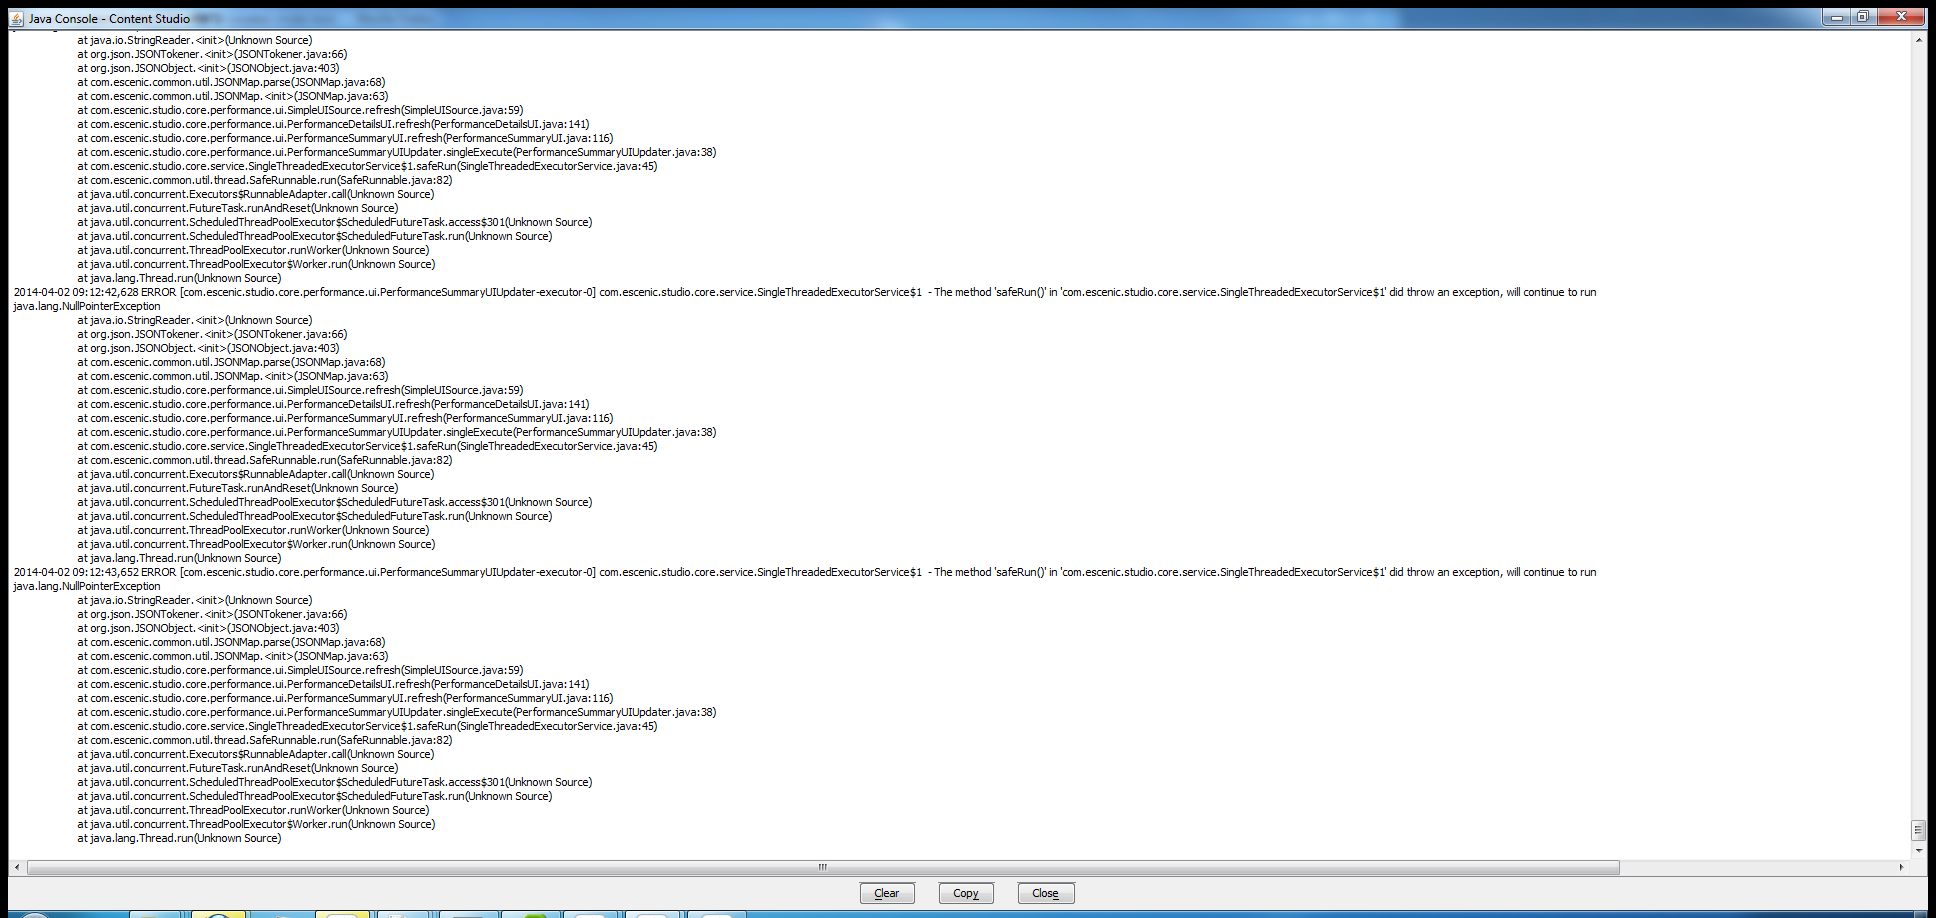 Java Console - Content Studio
at java.io.StringReader.<init>(Unknown Source)
at org.json.JSONTokener.<init>(JSONTokener.java:66)
at org.json.JSONObject.<init>(JSONObject.java:403)
at com.escenic.common.util.JSONMap.parse(JSONMap.java:68)
at com.escenic.common.util.JSONMap.<init>(JSONMap.java:63)
at com.escenic.studio.core.performance.ui.SimpleUISource.refresh(SimpleUISource.java:59)
at com.escenic.studio.core.performance.ui.PerformanceDetailsUI.refresh(PerformanceDetailsUI.java:141)
at com.escenic.studio.core.performance.ui.PerformanceSummaryUI.refresh(PerformanceSummaryUI.java:116)
at com.escenic.studio.core.performance.ui.PerformanceSummaryUIUpdater.singleExecute(PerformanceSummaryUIUpdater.java:38)
at com.escenic.studio.core.service.SingleThreadedExecutorService$1.safeRun(SingleThreadedExecutorService.java:45)
at com.escenic.common.util.thread.SafeRunnable.run(SafeRunnable.java:82)
at java.util.concurrent.Executors$RunnableAdapter.call(Unknown Source)
at java.util.concurrent.FutureTask.runAndReset(Unknown Source)
at java.util.concurrent.ScheduledThreadPoolExecutor$ScheduledFutureTask.access$301(Unknown Source)
at java.util.concurrent.ScheduledThreadPoolExecutor$ScheduledFutureTask.run(Unknown Source)
at java.util.concurrent.ThreadPoolExecutor.runWorker(Unknown Source)
at java.util.concurrent.ThreadPoolExecutor$Worker.run(Unknown Source)
at java.lang.Thread.run(Unknown Source)
2014-04-02 09:12:42,628 ERROR [com.escenic.studio.core.performance.ui.PerformanceSummaryUIUpdater-executor-0] com.escenic.studio.core.service.SingleThreadedExecutorService$1 - The method 'safeRun()' in 'com.escenic.studio.core.service.SingleThreadedExecutorService$1' did throw an exception, will continue to run
java.lang.NullPointerException
at java.io.StringReader.<init>(Unknown Source)
at org.json.JSONTokener.<init>(JSONTokener.java:66)
at org.json.JSONObject.<init>(JSONObject.java:403)
at com.escenic.common.util.JSONMap.parse(JSONMap.java:68)
at com.escenic.common.util.JSONMap.<init>(JSONMap.java:63)
at com.escenic.studio.core.performance.ui.SimpleUISource.refresh(SimpleUISource.java:59)
at com.escenic.studio.core.performance.ui.PerformanceDetailsUI.refresh(PerformanceDetailsUI.java:141)
at com.escenic.studio.core.performance.ui.PerformanceSummaryUI.refresh(PerformanceSummaryUI.java:116)
at com.escenic.studio.core.performance.ui.PerformanceSummaryUIUpdater.singleExecute(PerformanceSummaryUIUpdater.java:38)
at com.escenic.studio.core.service.SingleThreadedExecutorService$1.safeRun(SingleThreadedExecutorService.java:45)
at com.escenic.common.util.thread.SafeRunnable.run(SafeRunnable.java:82)
at java.util.concurrent.Executors$RunnableAdapter.call(Unknown Source)
at java.util.concurrent.FutureTask.runAndReset(Unknown Source)
at java.util.concurrent.ScheduledThreadPoolExecutor$ScheduledFutureTask.access$301(Unknown Source)
at java.util.concurrent.ScheduledThreadPoolExecutor$ScheduledFutureTask.run(Unknown Source)
at java.util.concurrent.ThreadPoolExecutor.runWorker(Unknown Source)
at java.util.concurrent.ThreadPoolExecutor$Worker.run(Unknown Source)
at java.lang.Thread.run(Unknown Source)
2014-04-02 09:12:43,652 ERROR [com.escenic.studio.core.performance.ui.PerformanceSummaryUIUpdater-executor-0] com.escenic.studio.core.service.SingleThreadedExecutorService$1 - The method 'safeRun()' in 'com.escenic.studio.core.service.SingleThreadedExecutorService$1' did throw an exception, will continue to run
java.lang.NullPointerException
at java.io.StringReader.<init>(Unknown Source)
at org.json.JSONTokener.<init>(JSONTokener.java:66)
at org.json.JSONObject.<init>(JSONObject.java:403)
at com.escenic.common.util.JSONMap.parse(JSONMap.java:68)
at com.escenic.common.util.JSONMap.<init>(JSONMap.java:63)
at com.escenic.studio.core.performance.ui.SimpleUISource.refresh(SimpleUISource.java:59)
at com.escenic.studio.core.performance.ui.PerformanceDetailsUI.refresh(PerformanceDetailsUI.java:141)
at com.escenic.studio.core.performance.ui.PerformanceSummaryUI.refresh(PerformanceSummaryUI.java:116)
at com.escenic.studio.core.performance.ui.PerformanceSummaryUIUpdater.singleExecute(PerformanceSummaryUIUpdater.java:38)
at com.escenic.studio.core.service.SingleThreadedExecutorService$1.safeRun(SingleThreadedExecutorService.java:45)
at com.escenic.common.util.thread.SafeRunnable.run(SafeRunnable.java:82)
at java.util.concurrent.Executors$RunnableAdapter.call(Unknown Source)
at java.util.concurrent.FutureTask.runAndReset(Unknown Source)
at java.util.concurrent.ScheduledThreadPoolExecutor$ScheduledFutureTask.access$301(Unknown Source)
at java.util.concurrent.ScheduledThreadPoolExecutor$ScheduledFutureTask.run(Unknown Source)
at java.util.concurrent.ThreadPoolExecutor.runWorker(Unknown Source)
at java.util.concurrent.ThreadPoolExecutor$Worker.run(Unknown Source)
at java.lang.Thread.run(Unknown Source)
Clear Copy Close